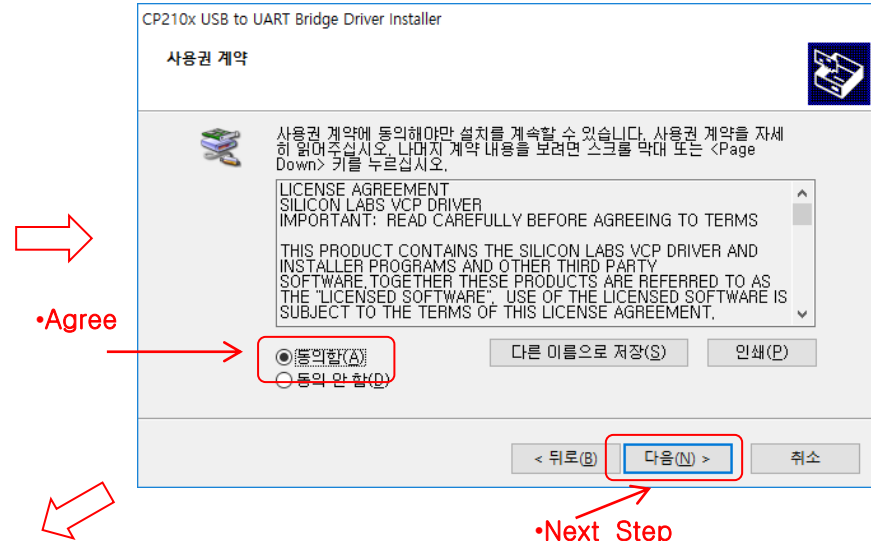 CP210x USB to UART Bridge Driver Installer
사용권 계약
사용권 계약에 동의해야만 설치를 계속할 수 있습니다. 사용권 계약을 자세
히 읽어주십시오. 나머지 계약 내용을 보려면 스크롤 막대 또는 <Page
Down> 키를 누르십시오.
LICENSE AGREEMENT
SILICON LABS VCP DRIVER
IMPORTANT: READ CAREFULLY BEFORE AGREEING TO TERMS
THIS PRODUCT CONTAINS THE SILICON LABS VCP DRIVER AND
INSTALLER PROGRAMS AND OTHER THIRD PARTY
SOFTWARE. TOGETHER THESE PRODUCTS ARE REFERRED TO AS
THE "LICENSED SOFTWARE". USE OF THE LICENSED SOFTWARE IS
SUBJECT TO THE TERMS OF THIS LICENSE AGREEMENT.
•Agree
동의함(A)
다른 이름으로 저장(S)
인쇄(P)
동의 안 함(D)
< 뒤로(B)
다음(N) >
취소
•Next Step